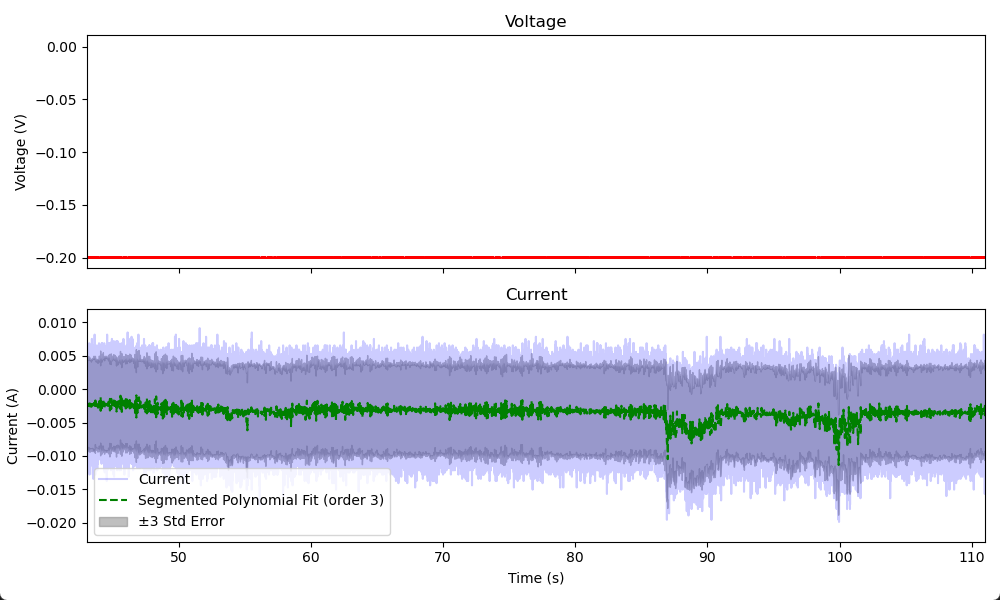 Voltage
0.00
−0.05
−0.10
−0.15
−0.20
Voltage (V)
Current
0.010
0.005
0.000
−0.005
−0.010
−0.015
−0.020
Current (A)
Current
Segmented Polynomial Fit (order 3)
±3 Std Error
50 60 70 80 90 100 110
Time (s)